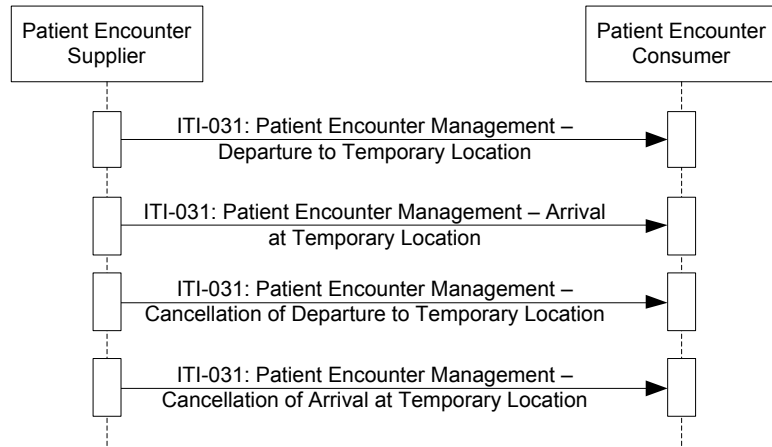 Patient Encounter
Supplier
Patient Encounter
Consumer
ITI-031: Patient Encounter Management –
Departure to Temporary Location
ITI-031: Patient Encounter Management – Arrival
at Temporary Location
ITI-031: Patient Encounter Management –
Cancellation of Departure to Temporary Location
ITI-031: Patient Encounter Management –
Cancellation of Arrival at Temporary Location